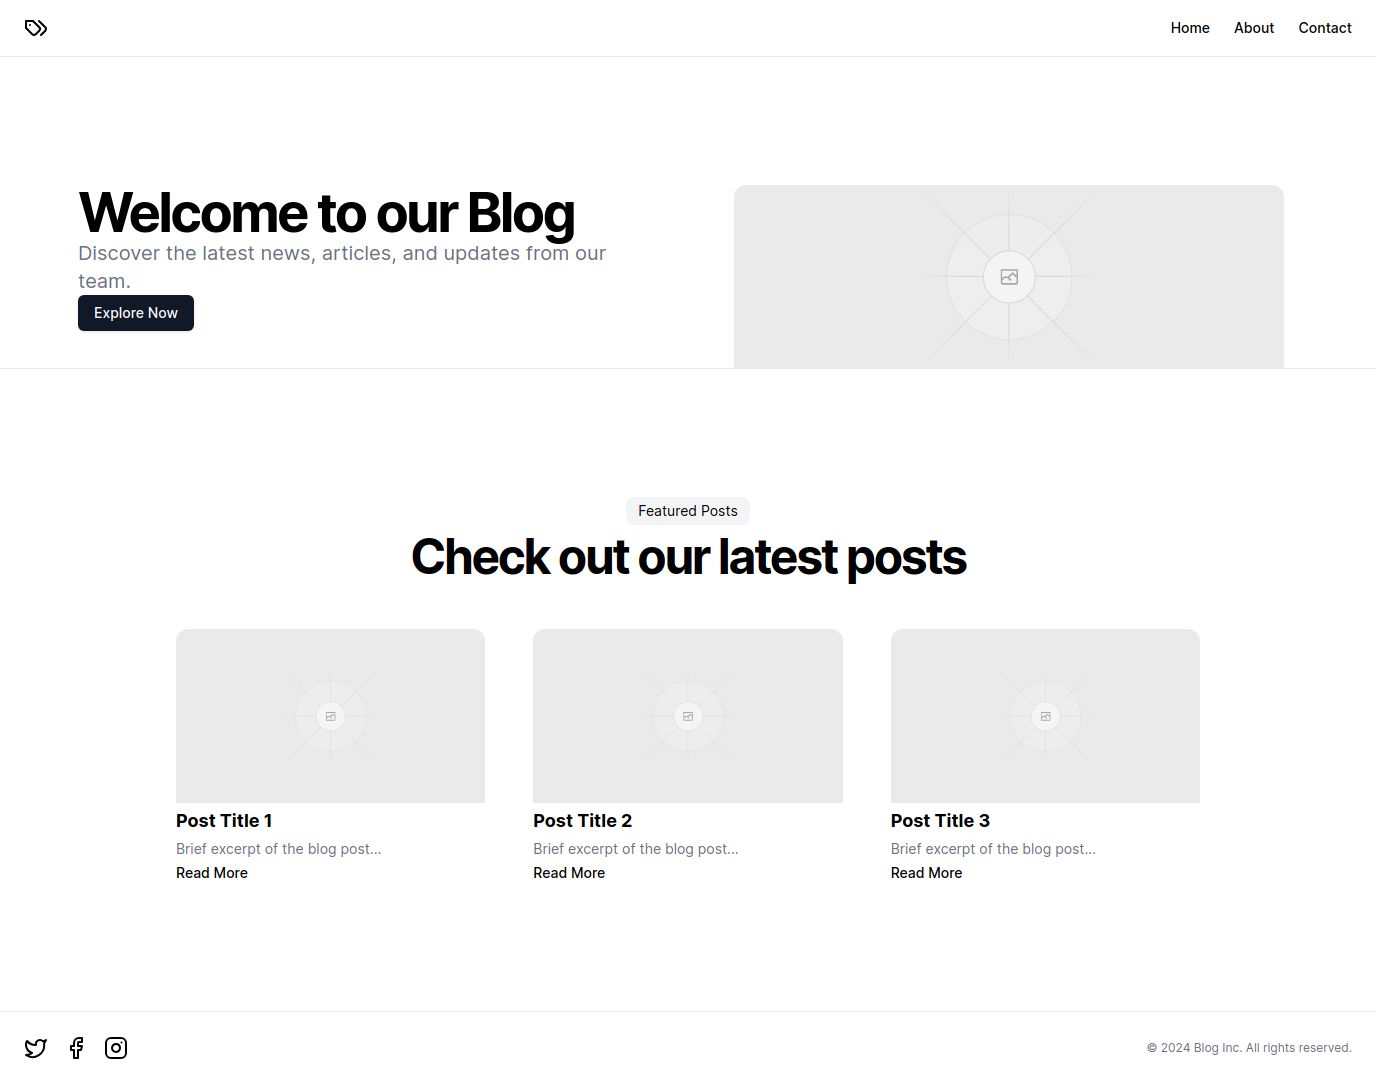 Home About Contact
Welcome to our Blog
Discover the latest news, articles, and updates from our
team.
Explore Now
Featured Posts
Check out our latest posts
Post Title 1
Brief excerpt of the blog post...
Read More
Post Title 2
Brief excerpt of the blog post...
Read More
Post Title 3
Brief excerpt of the blog post...
Read More
© 2024 Blog Inc. All rights reserved.